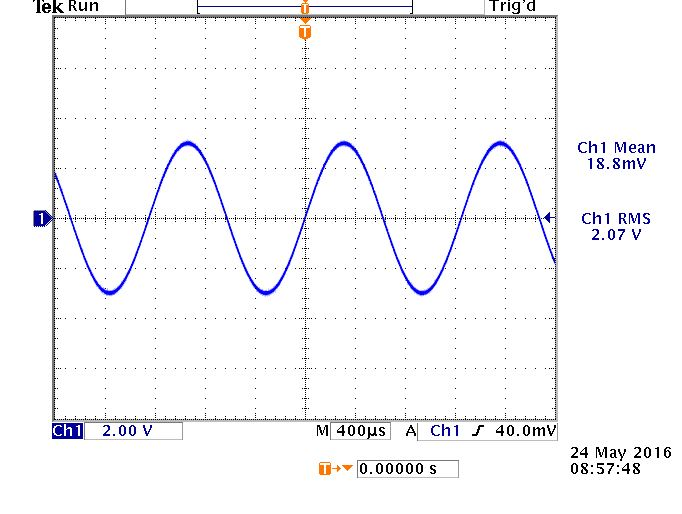 Tek Run Trig'd
T
T
Ch1 Mean
18.8mV
1
Ch1 RMS
2.07 V
Ch1 2.00 V M 400µs A Ch1 40.0mV
24 May 2016
08:57:48
T 0.00000 s